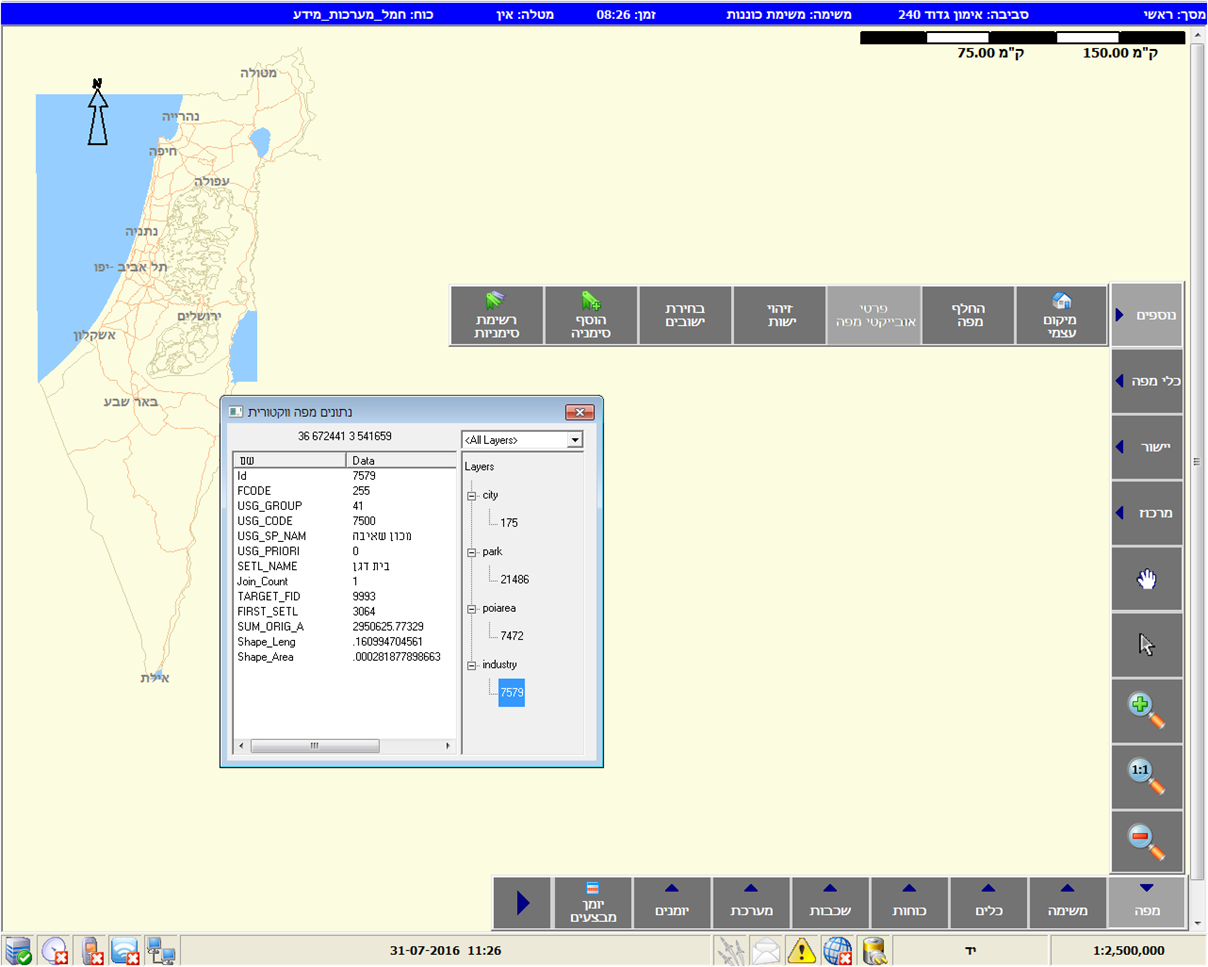 מסך: ראשי סביבה: אימון גדוד 240 משימה: משימת כוננות זמן: 08:26 מטלה: אין כוח: חמל_מערכות_מידע
75.00 ק"מ 150.00 ק"מ
N
מטולה
נהרייה
חיפה
עפולה
נתניה
תל אביב -יפו
ירושלים
אשקלון
באר שבע
אילת
נוספים
מיקום עצמי
החלף מפה
פרטי אובייקטי מפה
זיהוי ישות
בחירת ישובים
הוסף סימניה
רשימת סימניות
כלי מפה
יישור
מרכוז
1:1
נתונים מפה ווקטורית
36 672441 3 541659
<All Layers>
שם Data
Id 7579
FCODE 255
USG_GROUP 41
USG_CODE 7500
USG_SP_NAM מכון שאיבה
USG_PRIORI 0
SETL_NAME בית דגן
Join_Count 1
TARGET_FID 9993
FIRST_SETL 3064
SUM_ORIG_A 2950625.77329
Shape_Leng .160994704561
Shape_Area .000281877898663
Layers
city
175
park
21486
poiarea
7472
industry
7579
מפה
משימה
כלים
כוחות
שכבות
מערכת
יומנים
יומן מבצעים
31-07-2016 11:26
יד
1:2,500,000